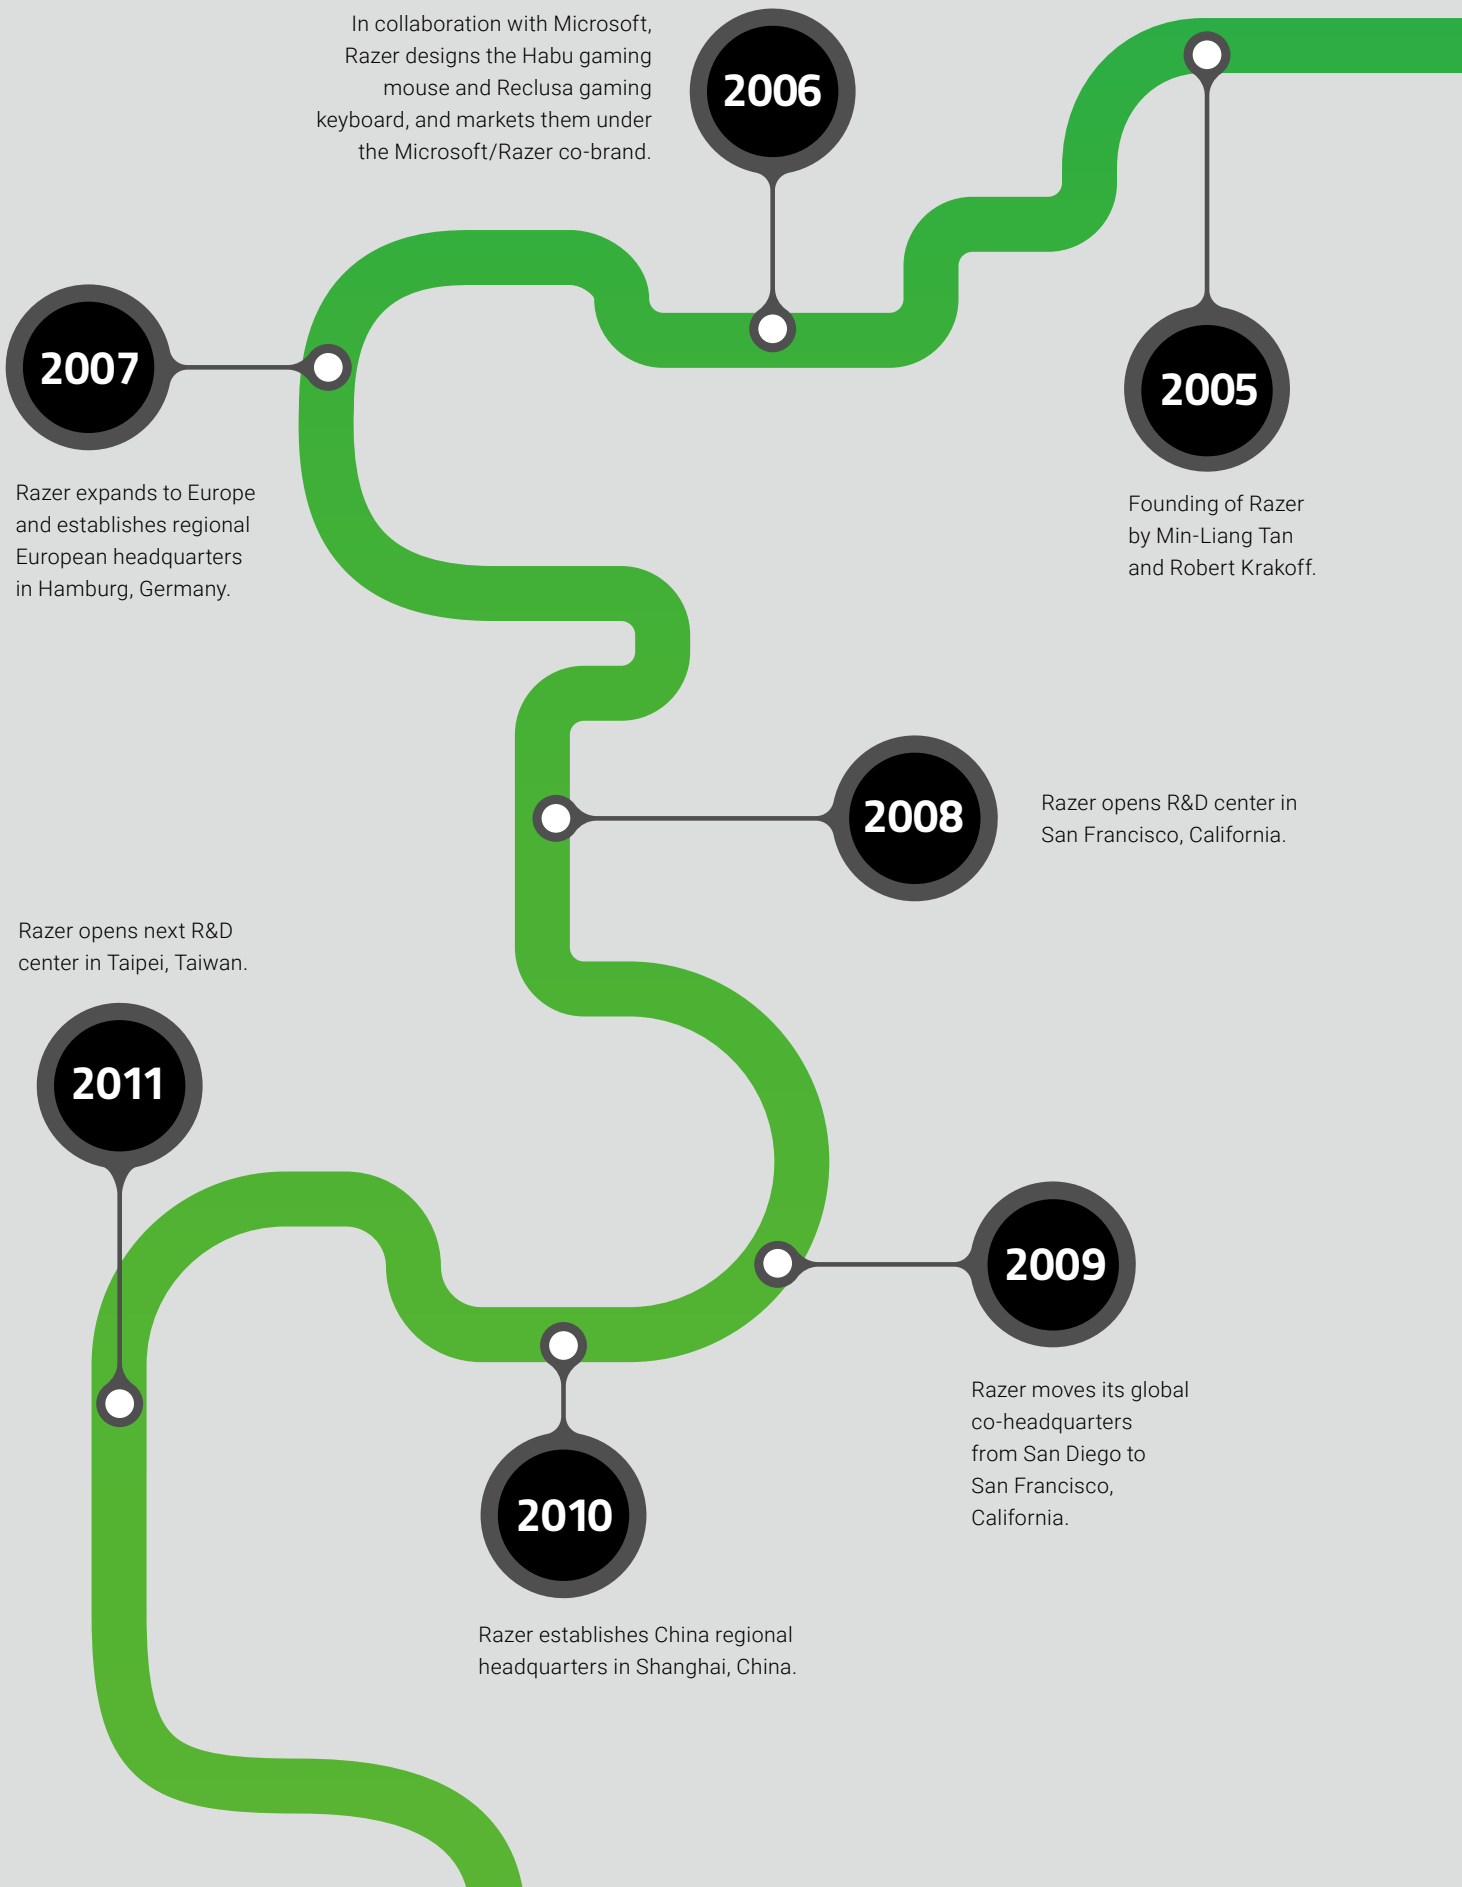 In collaboration with Microsoft,
Razer designs the Habu gaming
mouse and Reclusa gaming
keyboard, and markets them under
the Microsoft/Razer co-brand.
2006
2007
Razer expands to Europe
and establishes regional
European headquarters
in Hamburg, Germany.
2005
Founding of Razer
by Min-Liang Tan
and Robert Krakoff.
2008
Razer opens R&D center in
San Francisco, California.
Razer opens next R&D
center in Taipei, Taiwan.
2011
2009
Razer moves its global
co-headquarters
from San Diego to
San Francisco,
California.
2010
Razer establishes China regional
headquarters in Shanghai, China.